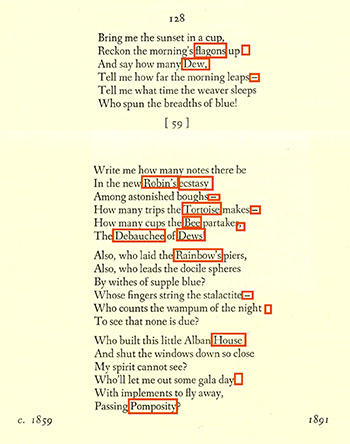 128
Bring me the sunset in a cup,
Reckon the morning's flagons up
And say how many Dew,
Tell me how far the morning leaps—
Tell me what time the weaver sleeps
Who spun the breadths of blue!
[ 59 ]
Write me how many notes there be
In the new Robin's ecstasy
Among astonished boughs—
How many trips the Tortoise makes—
How many cups the Bee partakes,
The Debauchee of Dews!
Also, who laid the Rainbow's piers,
Also, who leads the docile spheres
By withes of supple blue?
Whose fingers string the stalactite—
Who counts the wampum of the night
To see that none is due?
Who built this little Alban House
And shut the windows down so close
My spirit cannot see?
Who'll let me out some gala day
With implements to fly away,
Passing Pomposity?
c. 1859 1891